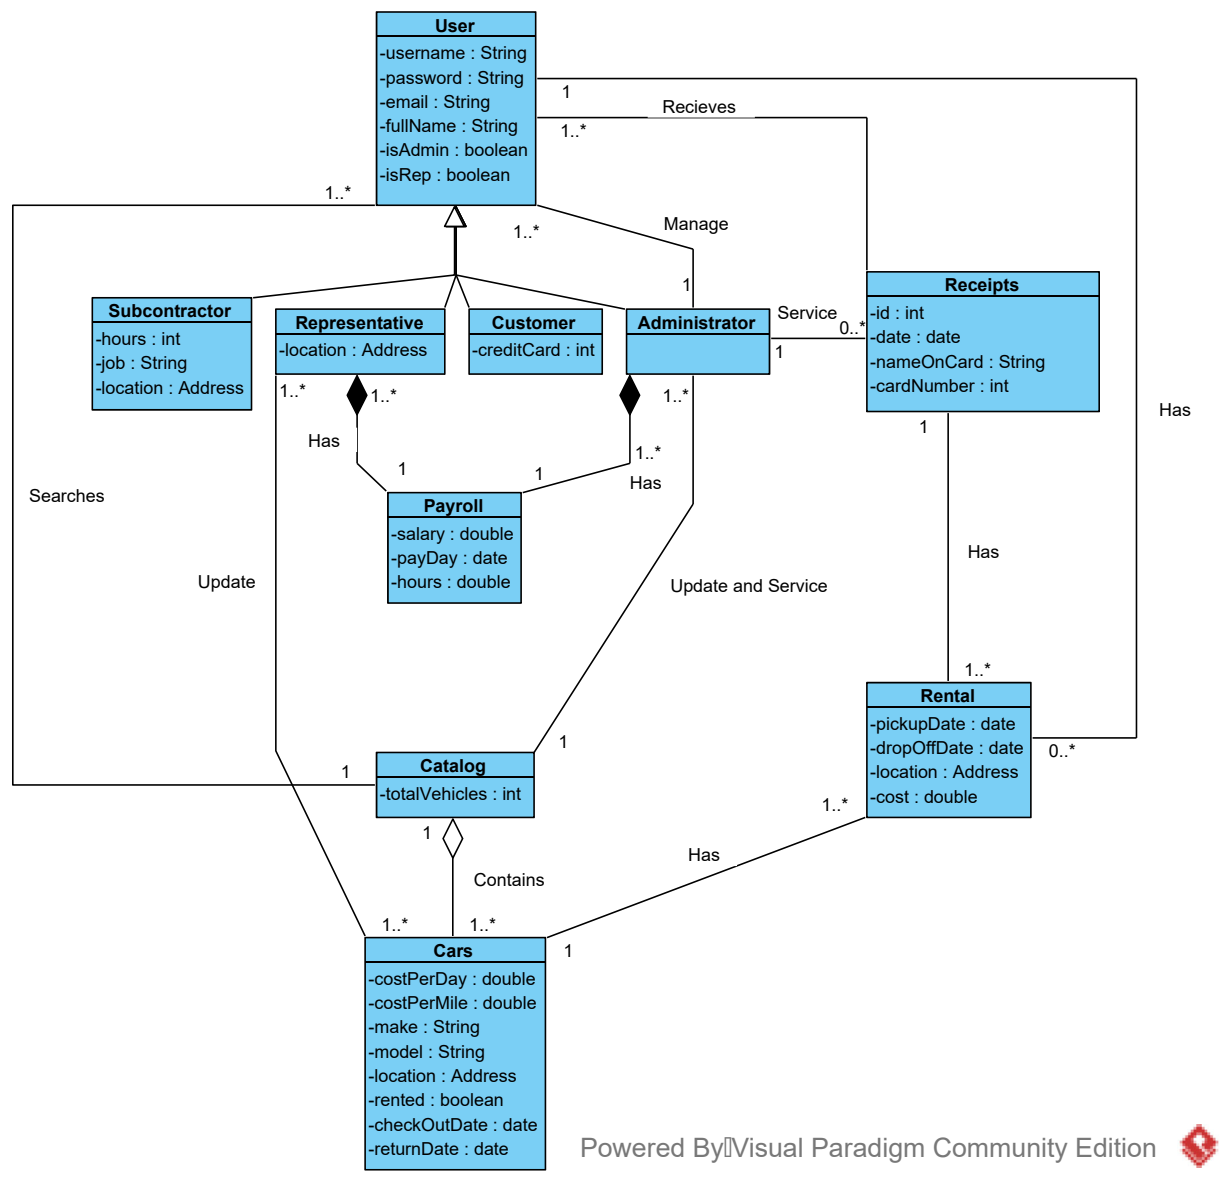 User
-username : String
-password : String
-email : String
-fullName : String
-isAdmin : boolean
-isRep : boolean
1
Recieves
1..*
1..*
1..*
Manage
1
Subcontractor
-hours : int
-job : String
-location : Address
Representative
-location : Address
Customer
-creditCard : int
Administrator
Service
0..*
1
Receipts
-id : int
-date : date
-nameOnCard : String
-cardNumber : int
1..*
1..*
1..*
Has
1
1
1..*
Has
1
Has
Searches
Payroll
-salary : double
-payDay : date
-hours : double
Update
Update and Service
Has
1..*
Rental
-pickupDate : date
-dropOffDate : date
-location : Address
-cost : double
0..*
1
1
Catalog
-totalVehicles : int
1
1..*
Has
Contains
1..*
1..*
1
Cars
-costPerDay : double
-costPerMile : double
-make : String
-model : String
-location : Address
-rented : boolean
-checkOutDate : date
-returnDate : date
Powered By Visual Paradigm Community Edition